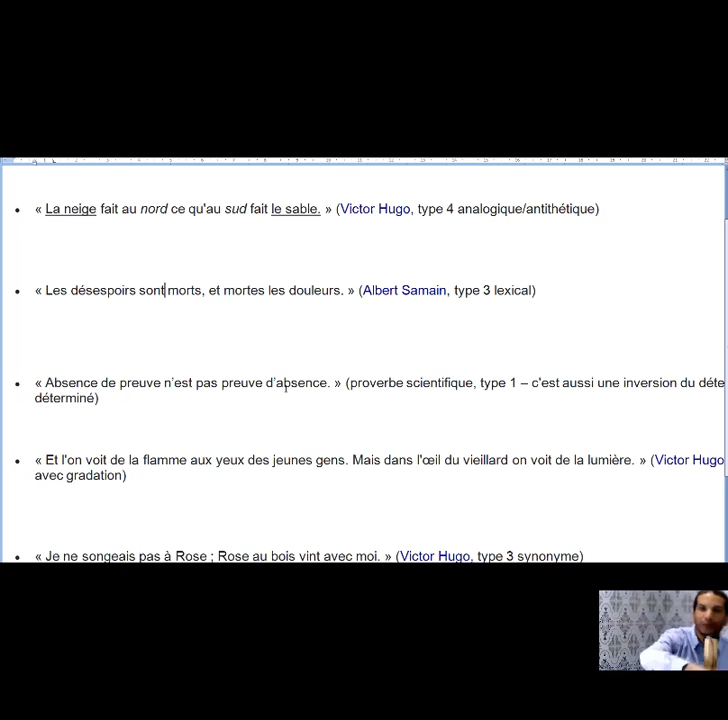 • « La neige fait au nord ce qu'au sud fait le sable. » (Victor Hugo, type 4 analogique/antithétique)
• « Les désespoirs sont morts, et mortes les douleurs. » (Albert Samain, type 3 lexical)
• « Absence de preuve n'est pas preuve d'absence. » (proverbe scientifique, type 1 – c'est aussi une inversion du déte
déterminé)
• « Et l'on voit de la flamme aux yeux des jeunes gens. Mais dans l'œil du vieillard on voit de la lumière. » (Victor Hugo
avec gradation)
• « Je ne songeais pas à Rose ; Rose au bois vint avec moi. » (Victor Hugo, type 3 synonyme)